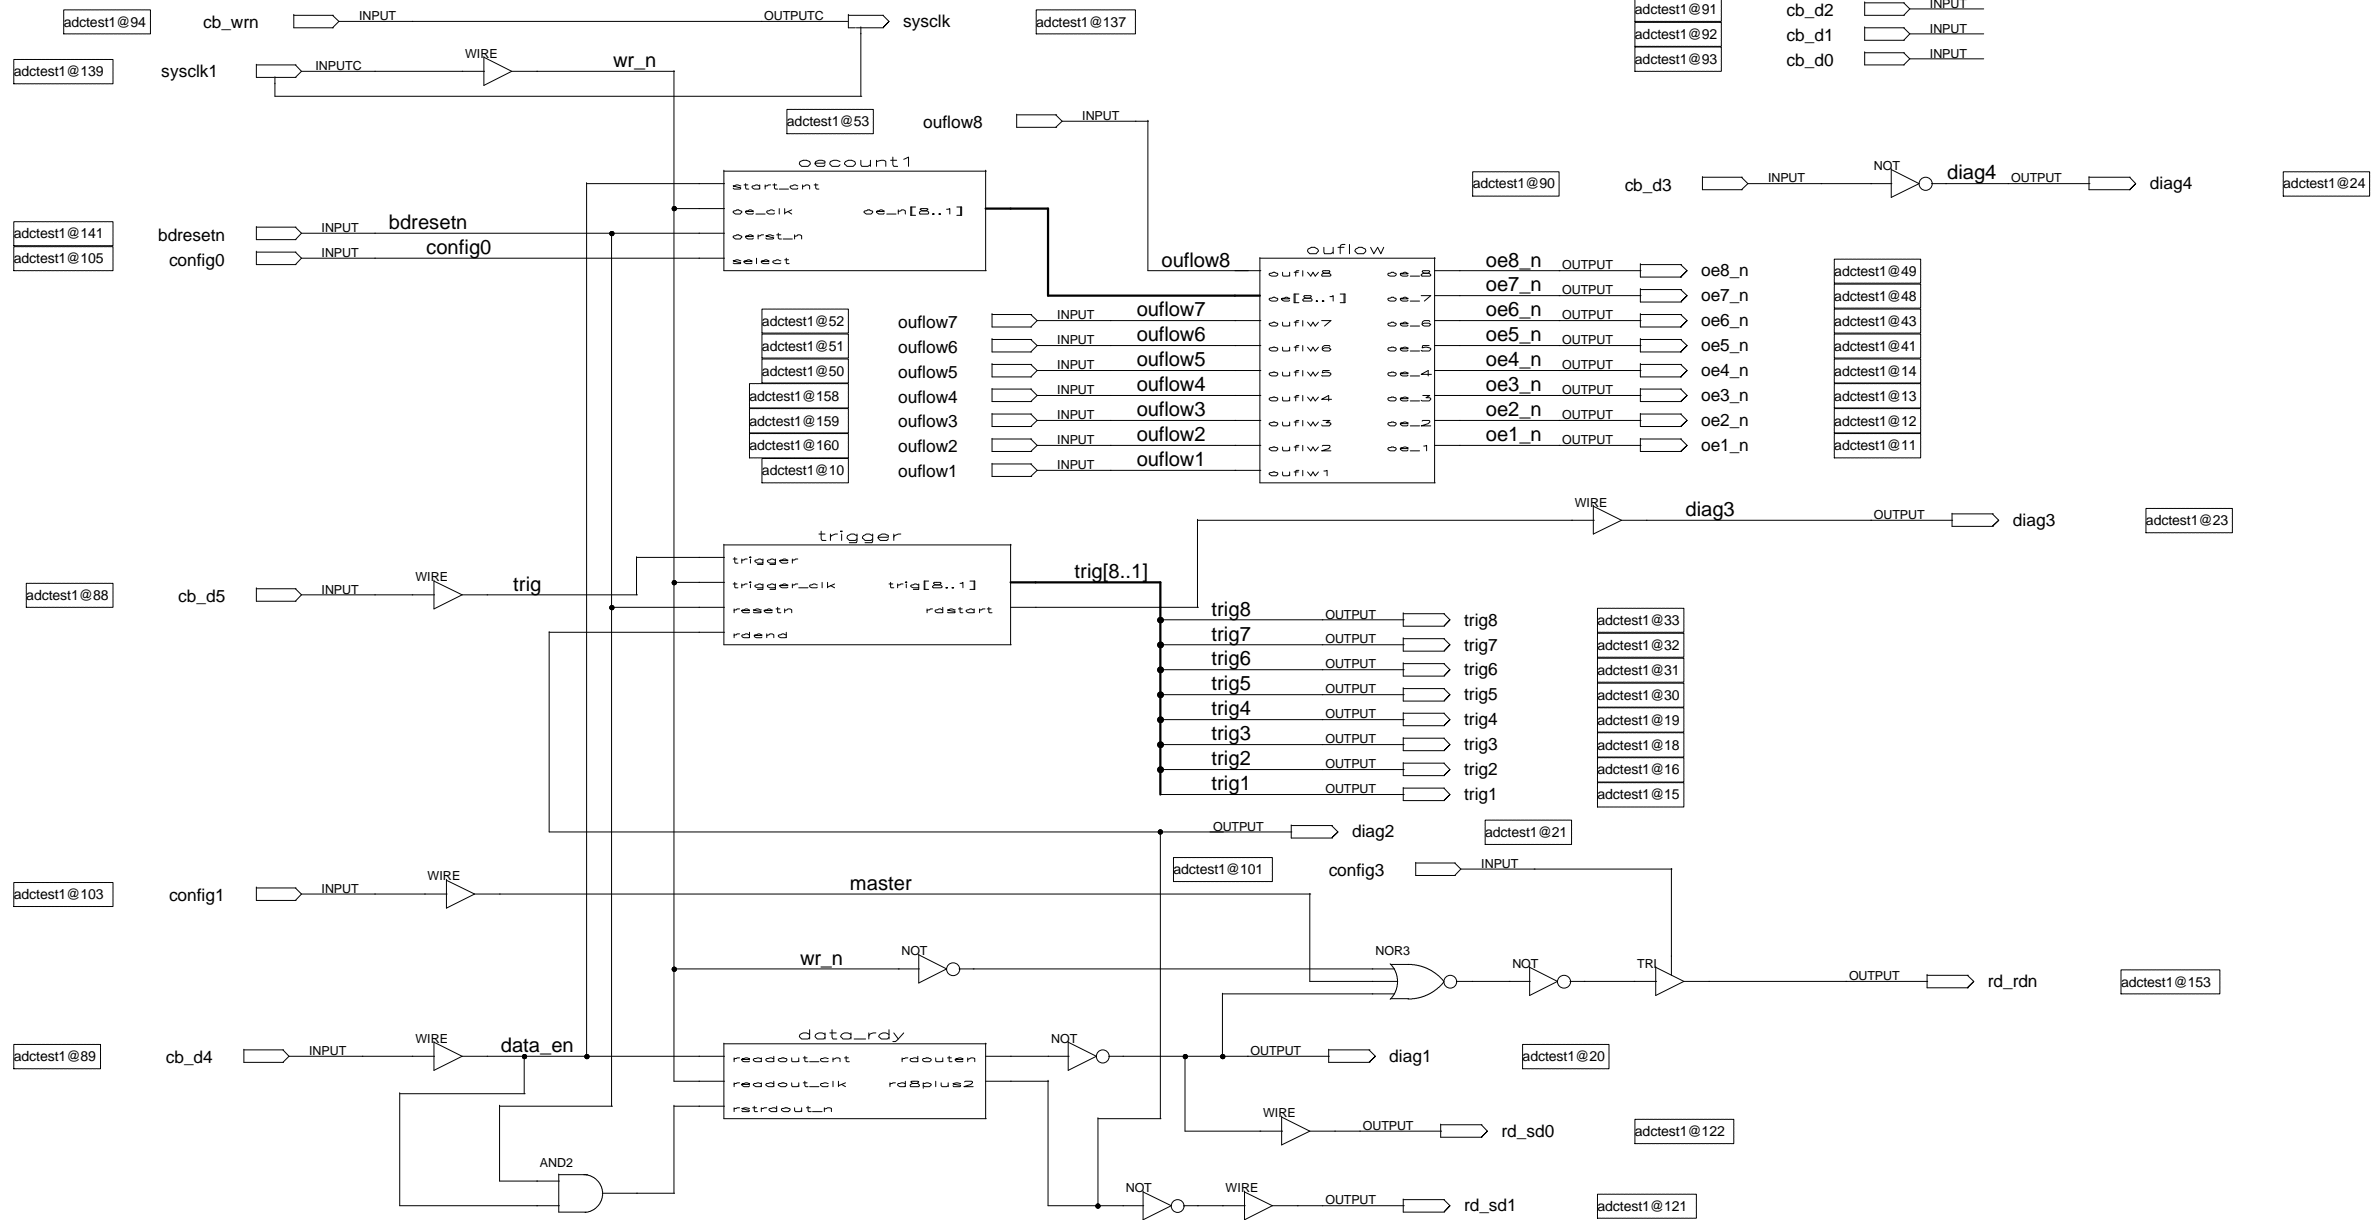 adctest1@94 cb_wrn INPUT OUTPUTC sysclk adctest1@137
adctest1@91 cb_d2 INPUT
adctest1@92 cb_d1 INPUT
adctest1@93 cb_d0 INPUT
adctest1@139 sysclk1 INPUTC WIRE wr_n
adctest1@53 ouflow8 INPUT
oecount1
start_cnt
oe_clk oe_n[8..1]
oerst_n
select
adctest1@141 bdresetn INPUT bdresetn
adctest1@105 config0 INPUT config0
adctest1@90 cb_d3 INPUT NOT diag4 OUTPUT diag4 adctest1@24
ouflow
ouflow8 ouflw8 oe_8 oe8_n OUTPUT oe8_n adctest1@49
oe[8..1] oe_7 oe7_n OUTPUT oe7_n adctest1@48
adctest1@52 ouflow7 INPUT ouflow7 ouflw7 oe_6 oe6_n OUTPUT oe6_n adctest1@43
adctest1@51 ouflow6 INPUT ouflow6 ouflw6 oe_5 oe5_n OUTPUT oe5_n adctest1@41
adctest1@50 ouflow5 INPUT ouflow5 ouflw5 oe_4 oe4_n OUTPUT oe4_n adctest1@14
adctest1@158 ouflow4 INPUT ouflow4 ouflw4 oe_3 oe3_n OUTPUT oe3_n adctest1@13
adctest1@159 ouflow3 INPUT ouflow3 ouflw3 oe_2 oe2_n OUTPUT oe2_n adctest1@12
adctest1@160 ouflow2 INPUT ouflow2 ouflw2 oe_1 oe1_n OUTPUT oe1_n adctest1@11
adctest1@10 ouflow1 INPUT ouflow1 ouflw1
WIRE diag3 OUTPUT diag3 adctest1@23
trigger
trigger
trigger_clk trig[8..1] trig[8..1]
resetn rdstart
rdend
adctest1@88 cb_d5 INPUT WIRE trig
trig8 OUTPUT trig8 adctest1@33
trig7 OUTPUT trig7 adctest1@32
trig6 OUTPUT trig6 adctest1@31
trig5 OUTPUT trig5 adctest1@30
trig4 OUTPUT trig4 adctest1@19
trig3 OUTPUT trig3 adctest1@18
trig2 OUTPUT trig2 adctest1@16
trig1 OUTPUT trig1 adctest1@15
OUTPUT diag2 adctest1@21
adctest1@101 config3 INPUT
adctest1@103 config1 INPUT WIRE master
wr_n NOT NOR3 NOT TRI OUTPUT rd_rdn adctest1@153
data_rdy
adctest1@89 cb_d4 INPUT WIRE data_en readout_cnt rdouten NOT OUTPUT diag1 adctest1@20
readout_clk rd8plus2
rstrdout_n
WIRE OUTPUT rd_sd0 adctest1@122
AND2
NOT WIRE OUTPUT rd_sd1 adctest1@121